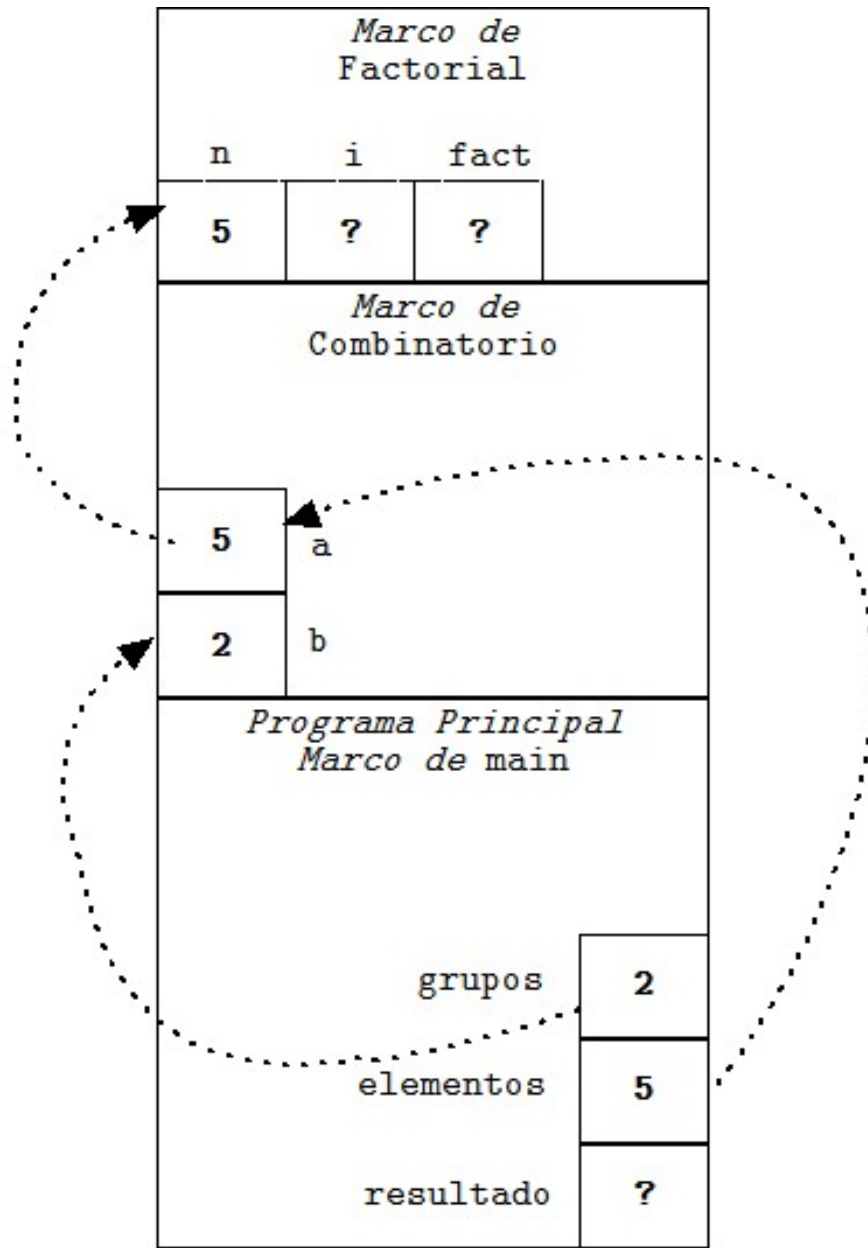 Marco de
Factorial
n i fact
5 ? ?
Marco de
Combinatorio
5 a
2 b
Programa Principal
Marco de main
grupos 2
elementos 5
resultado ?